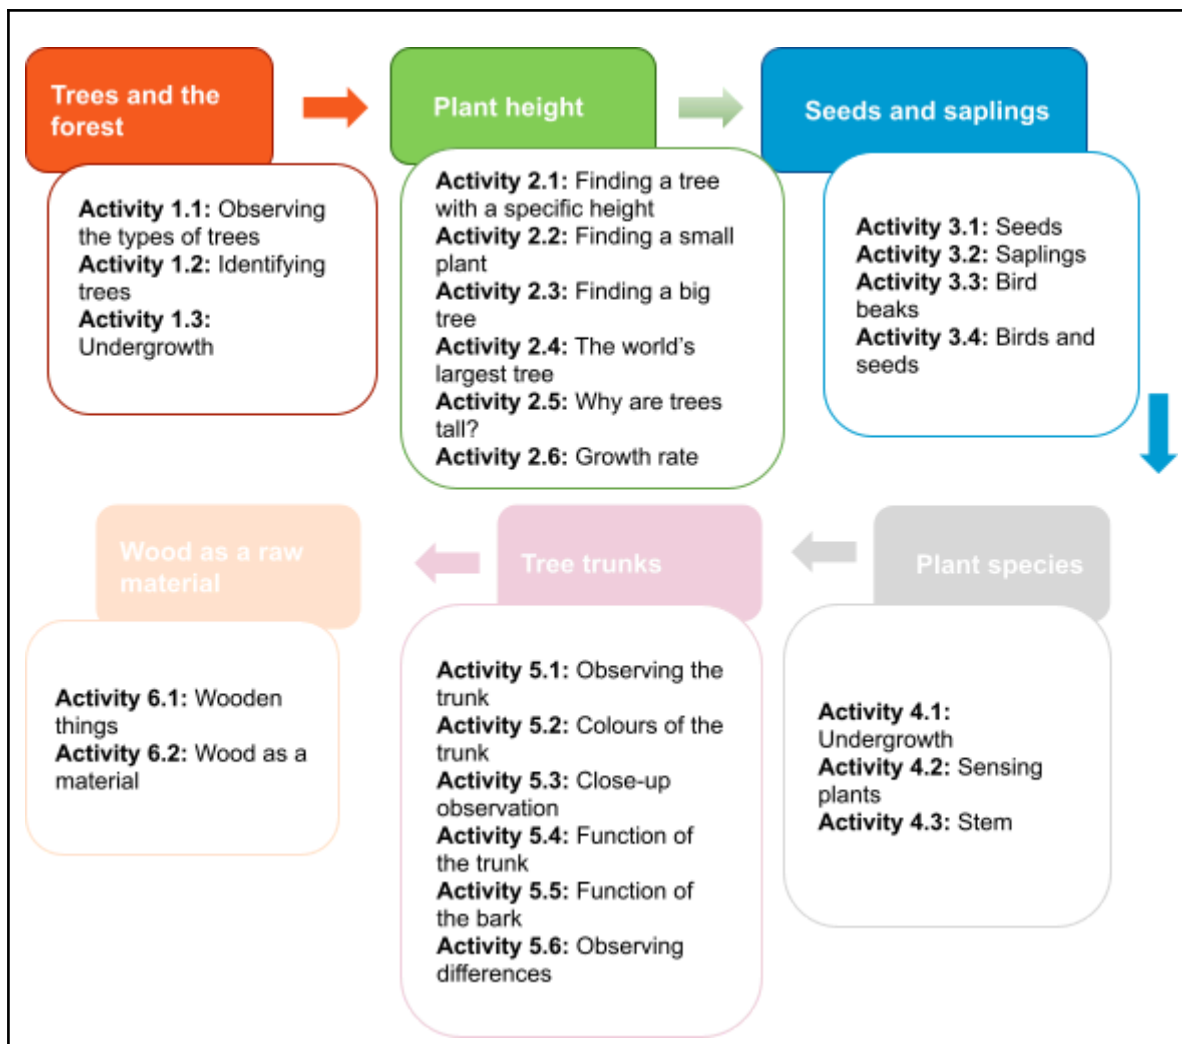 Trees and the
forest
Activity 1.1: Observing
the types of trees
Activity 1.2: Identifying
trees
Activity 1.3:
Undergrowth
Plant height
Activity 2.1: Finding a tree
with a specific height
Activity 2.2: Finding a small
plant
Activity 2.3: Finding a big
tree
Activity 2.4: The world's
largest tree
Activity 2.5: Why are trees
tall?
Activity 2.6: Growth rate
Seeds and saplings
Activity 3.1: Seeds
Activity 3.2: Saplings
Activity 3.3: Bird
beaks
Activity 3.4: Birds and
seeds
Plant species
Activity 4.1:
Undergrowth
Activity 4.2: Sensing
plants
Activity 4.3: Stem
Tree trunks
Activity 5.1: Observing the
trunk
Activity 5.2: Colours of the
trunk
Activity 5.3: Close-up
observation
Activity 5.4: Function of
the trunk
Activity 5.5: Function of
the bark
Activity 5.6: Observing
differences
Wood as a raw
material
Activity 6.1: Wooden
things
Activity 6.2: Wood as a
material